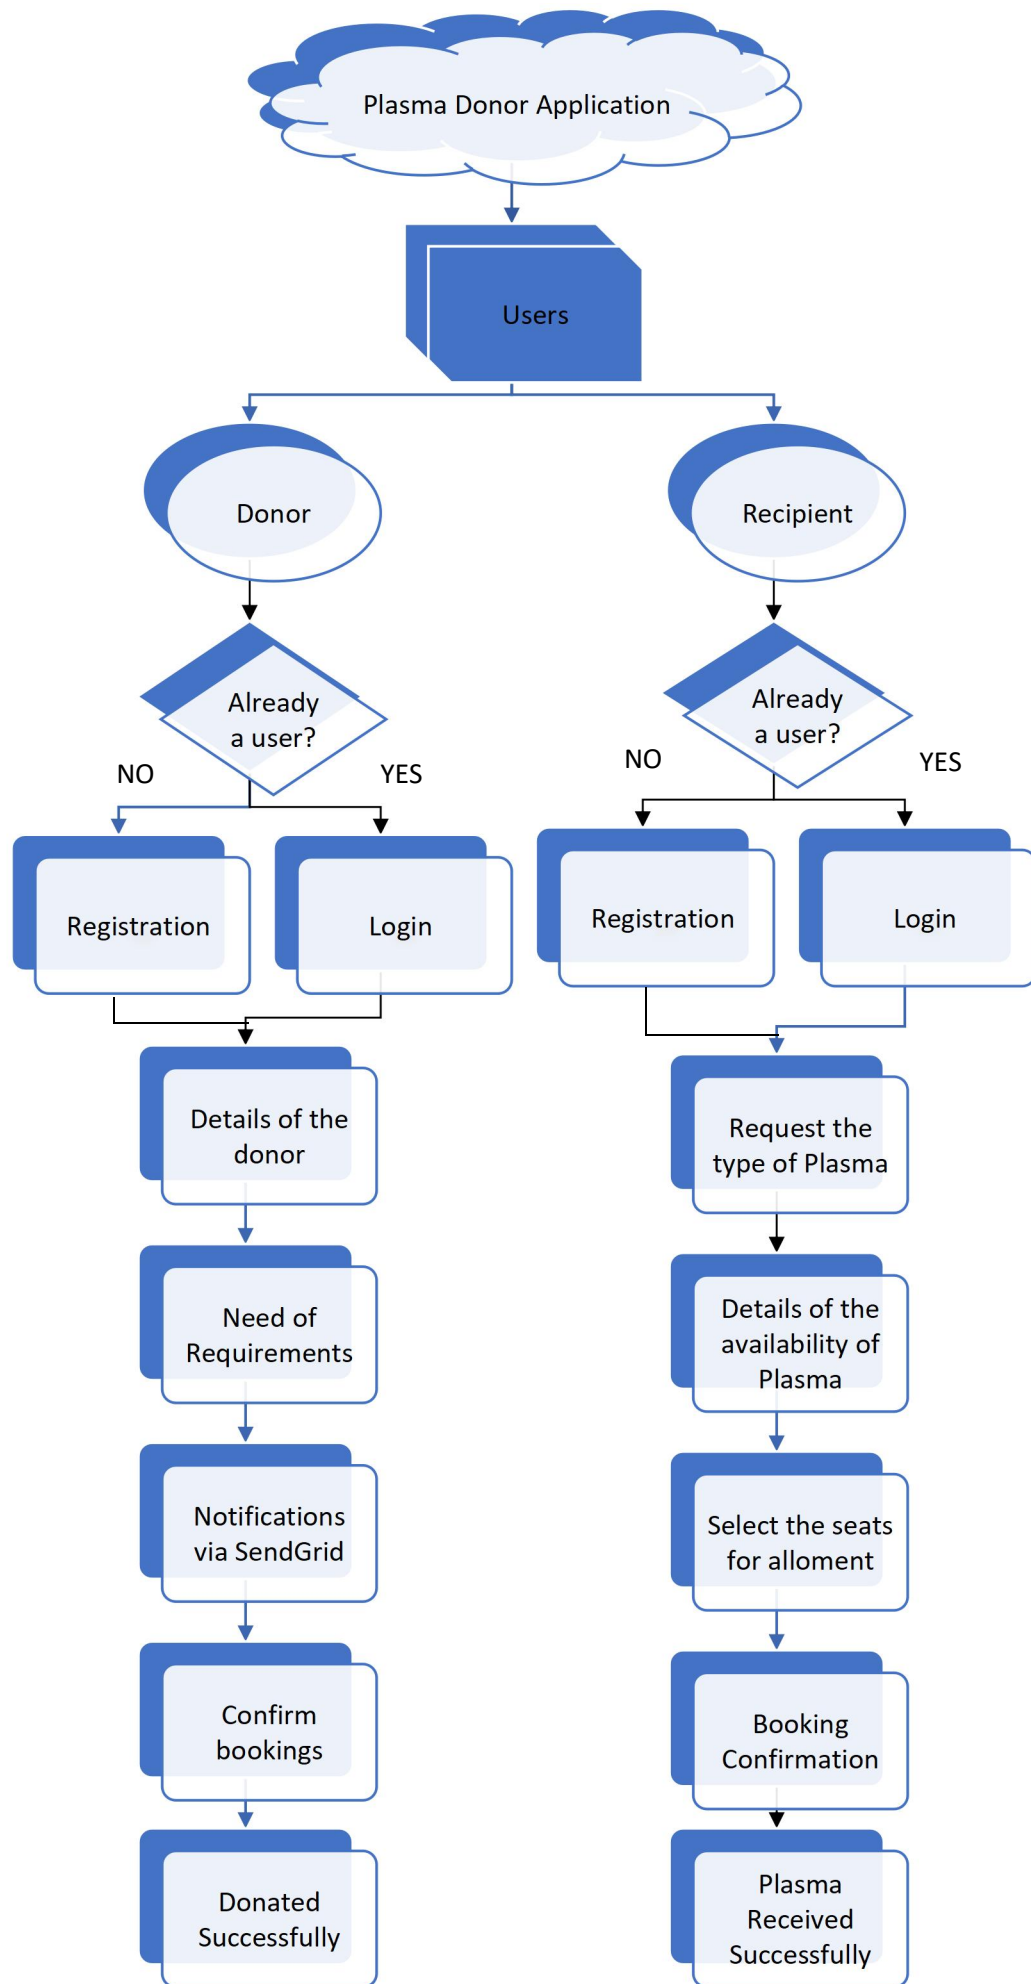 Plasma Donor Application
Users
Donor
Recipient
Already
a user?
NO
YES
Already
a user?
NO
YES
Registration
Login
Registration
Login
Details of the
donor
Request the
type of Plasma
Need of
Requirements
Details of the
availability of
Plasma
Notifications
via SendGrid
Select the seats
for alloment
Confirm
bookings
Booking
Confirmation
Donated
Successfully
Plasma
Received
Successfully